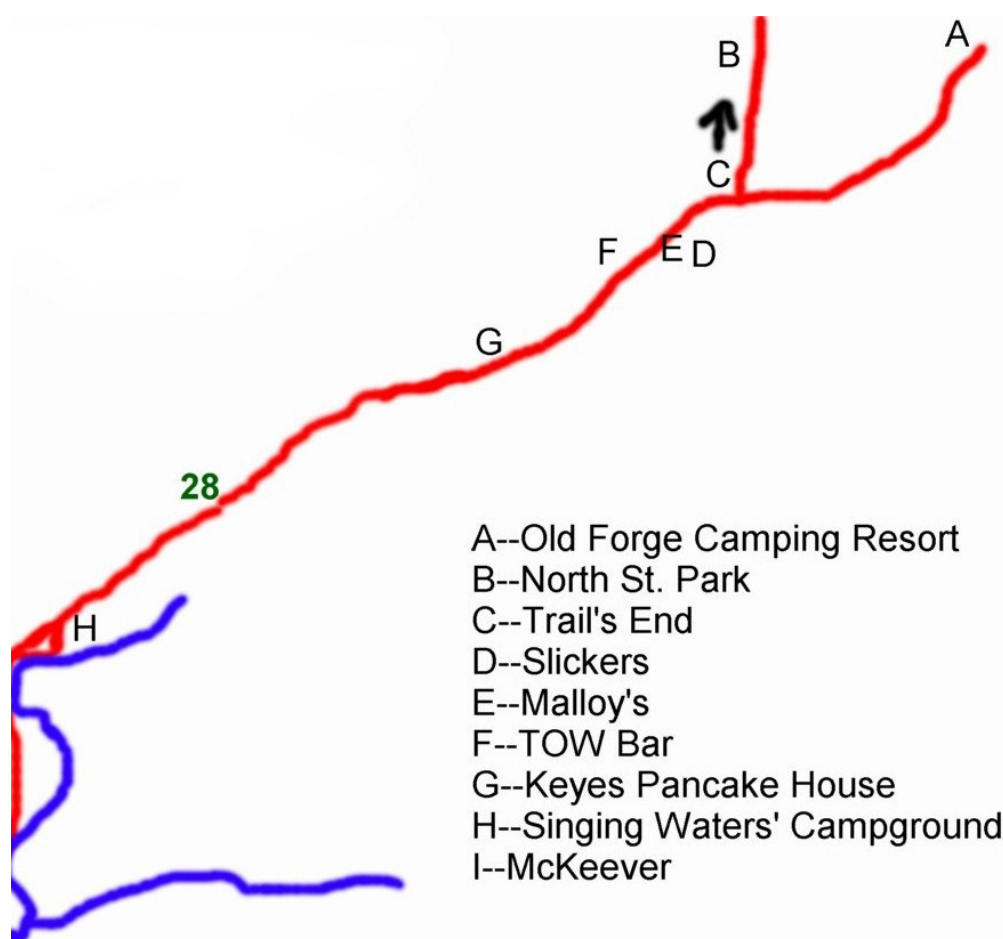 A
B
C
F
E D
G
28
H
A--Old Forge Camping Resort
B--North St. Park
C--Trail's End
D--Slickers
E--Malloy's
F--TOW Bar
G--Keyes Pancake House
H--Singing Waters' Campground
I--McKeever